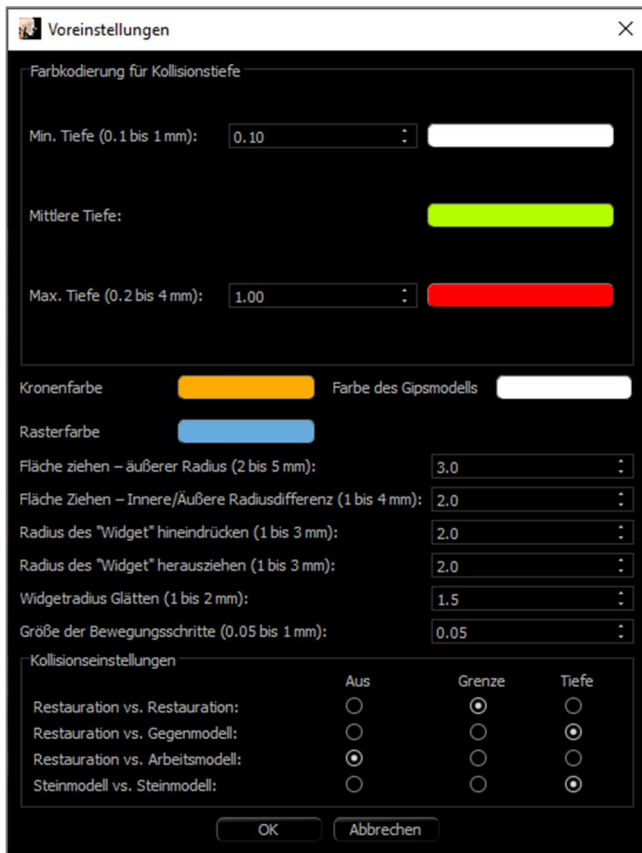 Voreinstellungen
Farbkodierung für Kollisionstiefe
Min. Tiefe (0.1 bis 1 mm): 0.10
Mittlere Tiefe:
Max. Tiefe (0.2 bis 4 mm): 1.00
Kronenfarbe Farbe des Gipsmodells
Rasterfarbe
Fläche ziehen – äußerer Radius (2 bis 5 mm): 3.0
Fläche Ziehen – Innere/Äußere Radiusdifferenz (1 bis 4 mm): 2.0
Radius des "Widget" hineindrücken (1 bis 3 mm): 2.0
Radius des "Widget" herausziehen (1 bis 3 mm): 2.0
Widgetradius Glätten (1 bis 2 mm): 1.5
Größe der Bewegungsschritte (0.05 bis 1 mm): 0.05
Kollisionseinstellungen
Aus Grenze Tiefe
Restauration vs. Restauration:
Restauration vs. Gegenmodell:
Restauration vs. Arbeitsmodell:
Steinmodell vs. Steinmodell:
OK Abbrechen